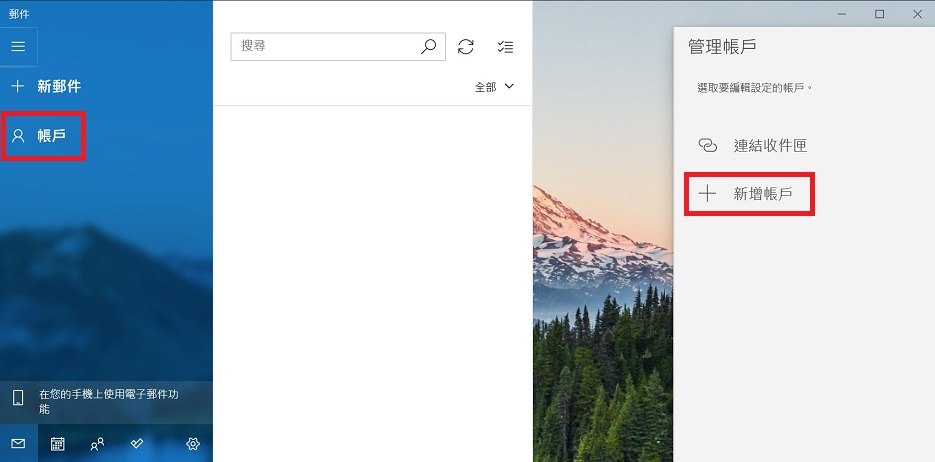 郵件
新郵件
帳戶
在您的手機上使用電子郵件功
能
搜尋
全部
管理帳戶
選取要編輯設定的帳戶。
連結收件匣
新增帳戶